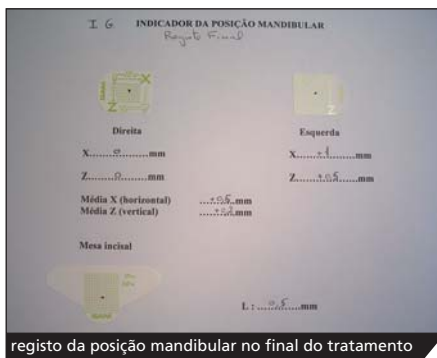 I G INDICADOR DA POSIÇÃO MANDIBULAR
Registo Final
X
Z
Direita Esquerda
X.....0.....mm X.....+1.....mm
Z.....0.....mm Z.....+0.5.....mm
Média X (horizontal) ....+0.5..mm
Média Z (vertical) mm
Mesa incisal
L : ....0.5.....mm
registo da posição mandibular no final do tratamento